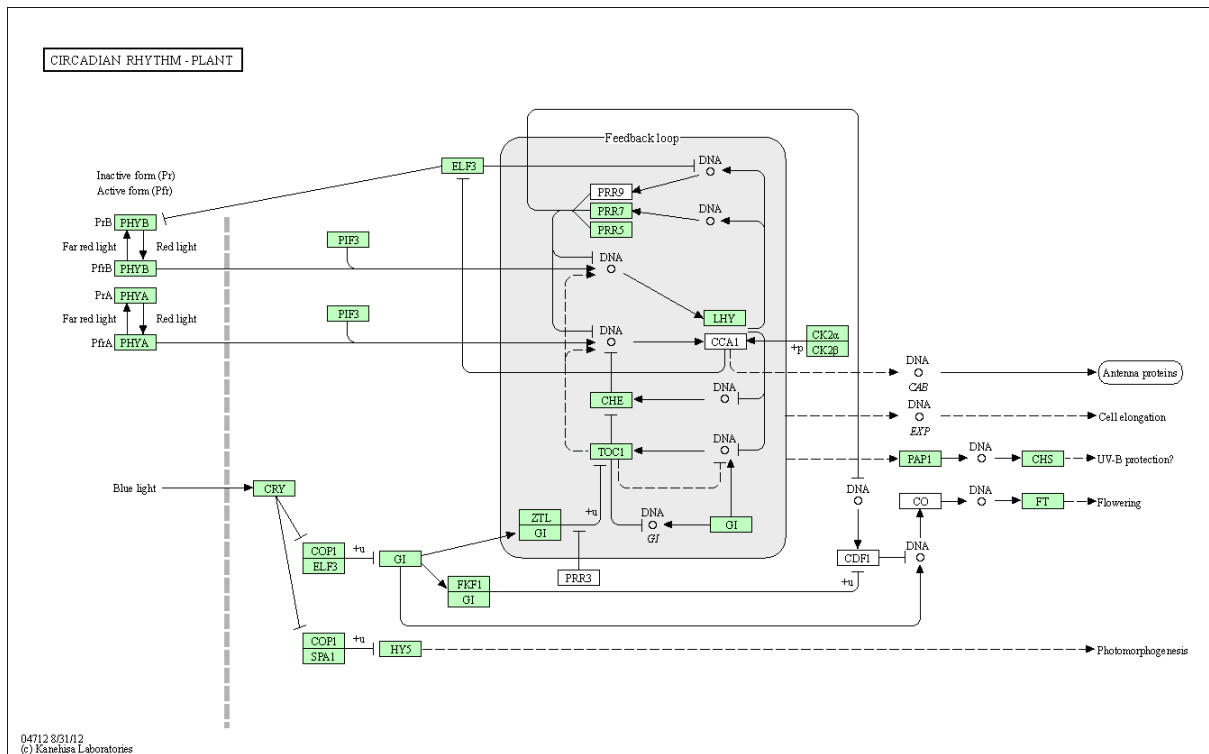 CIRCADIAN RHYTHM - PLANT
Feedback loop
Inactive form (Pr)
Active form (Pfr)
ELF3
DNA
PRR9
PRR7
DNA
PRR5
PrB PHYB
Far red light Red light
PfrB PHYB
PIF3
DNA
PrA PHYA
Far red light Red light
PfrA PHYA
PIF3
LHY
DNA
CCA1
+p
CK2α
CK2β
DNA
CAB
Antenna proteins
CHE
DNA
DNA
EXP
Cell elongation
TOC1
DNA
PAP1
DNA
CHS
UV-B protection?
Blue light
CRY
DNA
CO
DNA
FT
Flowering
ZTL
GI
+u
DNA
GI
GI
COP1
ELF3
+u
GI
CDF1
DNA
PRR3
FKF1
GI
+u
COP1
SPA1
+u
HY5
Photomorphogenesis
04712 8/31/12
(c) Kanehisa Laboratories